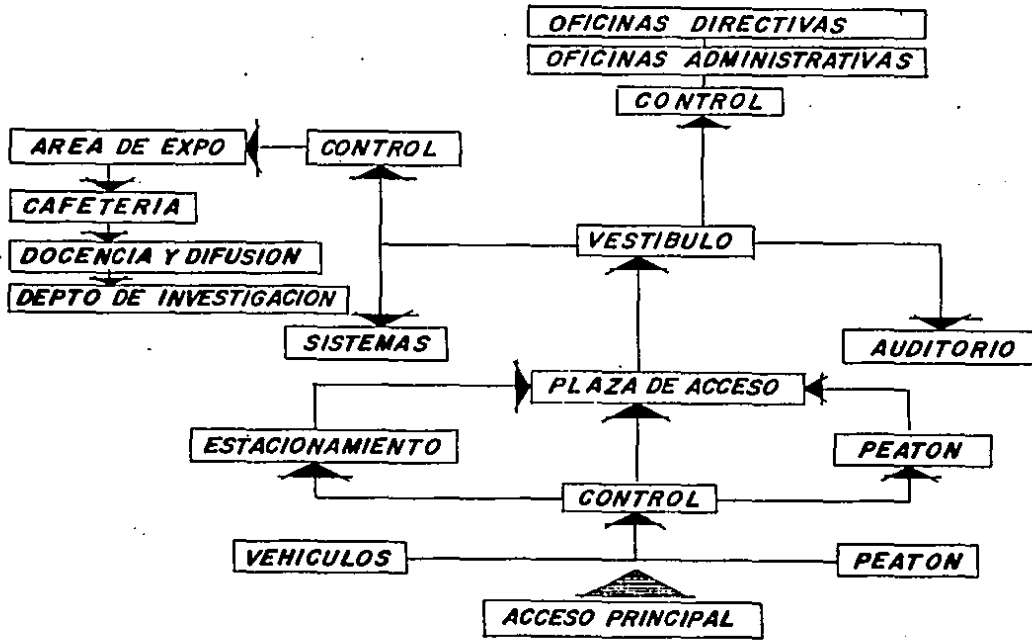 OFICINAS DIRECTIVAS
OFICINAS ADMINISTRATIVAS
CONTROL
AREA DE EXPO
CONTROL
CAFETERIA
VESTIBULO
DOCENCIA Y DIFUSION
DEPTO DE INVESTIGACION
SISTEMAS
AUDITORIO
PLAZA DE ACCESO
ESTACIONAMIENTO
PEATON
CONTROL
VEHICULOS
PEATON
ACCESO PRINCIPAL